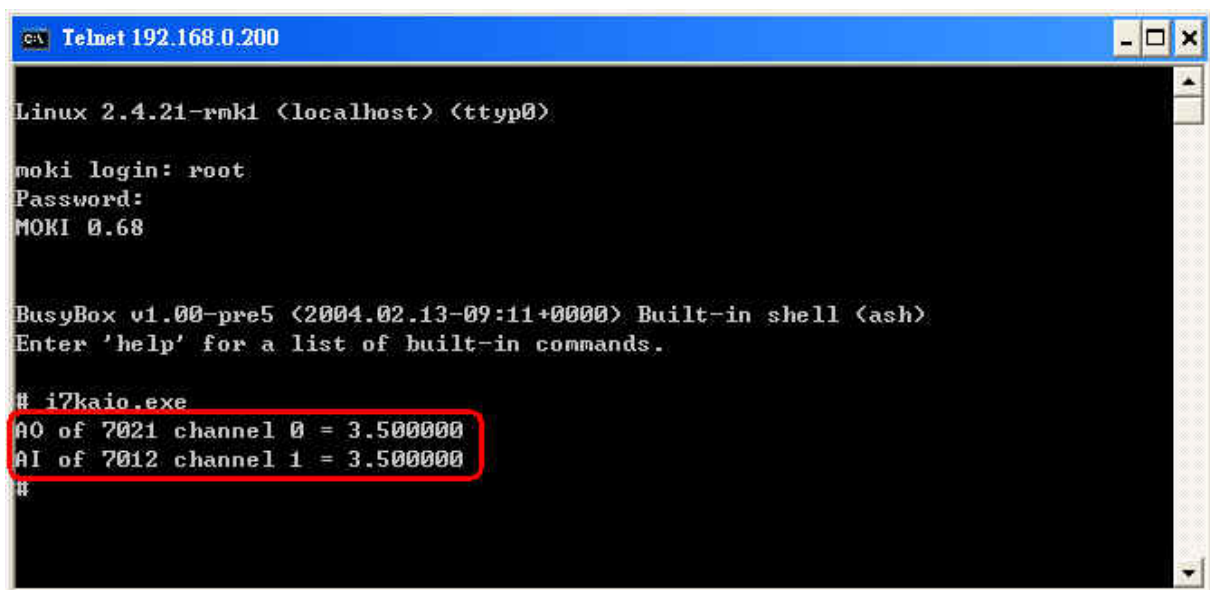 Telnet 192.168.0.200
Linux 2.4.21-rmk1 (localhost) (ttyp0)
moki login: root
Password:
MOKI 0.68
BusyBox v1.00-pre5 (2004.02.13-09:11+0000) Built-in shell (ash)
Enter 'help' for a list of built-in commands.
# i7kaio.exe
AO of 7021 channel 0 = 3.500000
AI of 7012 channel 1 = 3.500000
#